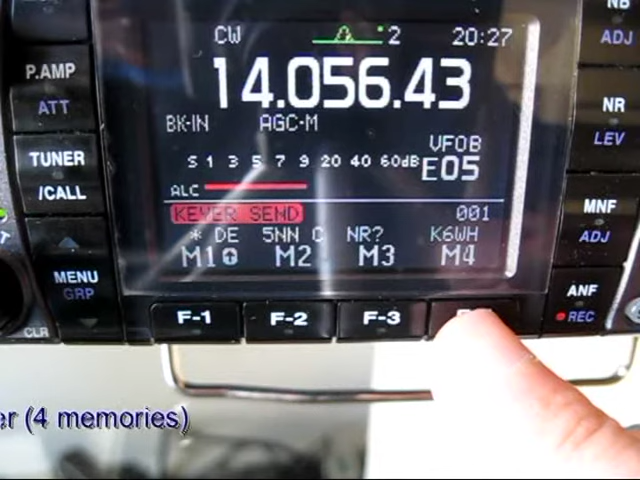 NB
ADJ
P.AMP
ATT
CW
2
20:27
14.056.43
BK-IN
AGC-M
NR
LEV
TUNER
/CALL
S 1 3 5 7 9 20 40 60dB
VFOB
E05
ALC
KEYER SEND
001
* DE
5NN C
NR?
K6WH
M1
M2
M3
M4
MNF
ADJ
MENU
GRP
F-1
F-2
F-3
ANF
REC
CLR
(4 memories)